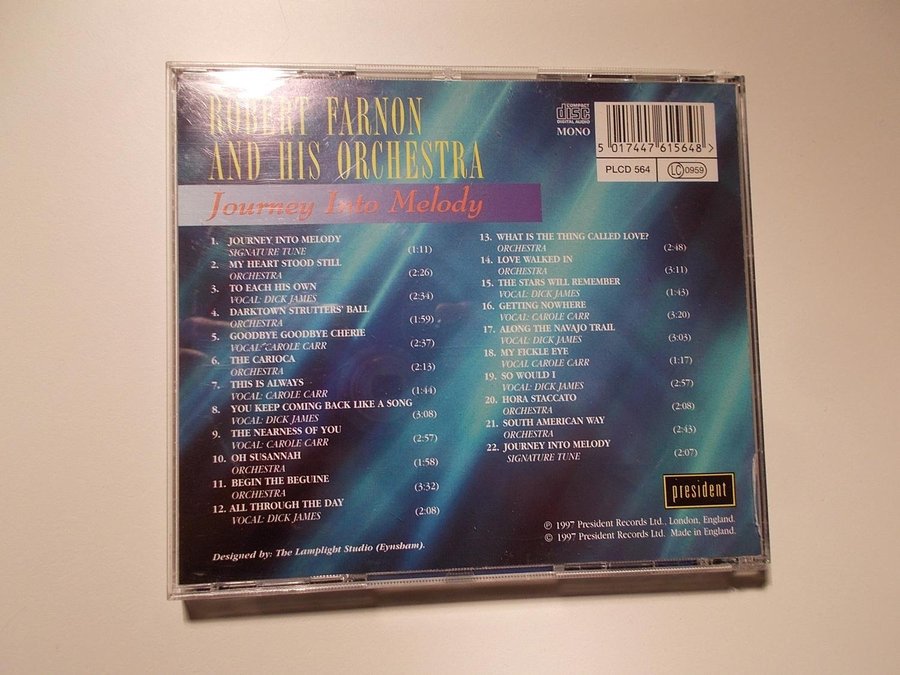 ROBERT FARNON
AND HIS ORCHESTRA
Journey Into Melody
COMPACT
disc
DIGITAL AUDIO
MONO
5 017447 615648 >
PLCD 564
LC 0959
1. JOURNEY INTO MELODY
SIGNATURE TUNE (1:11)
2. MY HEART STOOD STILL
ORCHESTRA (2:26)
3. TO EACH HIS OWN
VOCAL: DICK JAMES (2:34)
4. DARKTOWN STRUTTERS' BALL
ORCHESTRA (1:59)
5. GOODBYE GOODBYE CHERIE
VOCAL: CAROLE CARR (2:37)
6. THE CARIOCA
ORCHESTRA (2:13)
7. THIS IS ALWAYS
VOCAL: CAROLE CARR (1:44)
8. YOU KEEP COMING BACK LIKE A SONG
VOCAL: DICK JAMES (3:08)
9. THE NEARNESS OF YOU
VOCAL: CAROLE CARR (2:57)
10. OH SUSANNAH
ORCHESTRA (1:58)
11. BEGIN THE BEGUINE
ORCHESTRA (3:32)
12. ALL THROUGH THE DAY
VOCAL: DICK JAMES (2:08)
13. WHAT IS THE THING CALLED LOVE?
ORCHESTRA (2:48)
14. LOVE WALKED IN
ORCHESTRA (3:11)
15. THE STARS WILL REMEMBER
VOCAL: DICK JAMES (1:43)
16. GETTING NOWHERE
VOCAL: CAROLE CARR (3:20)
17. ALONG THE NAVAJO TRAIL
VOCAL: DICK JAMES (3:03)
18. MY FICKLE EYE
VOCAL CAROLE CARR (1:17)
19. SO WOULD I
VOCAL: DICK JAMES (2:57)
20. HORA STACCATO
ORCHESTRA (2:08)
21. SOUTH AMERICAN WAY
ORCHESTRA (2:43)
22. JOURNEY INTO MELODY
SIGNATURE TUNE (2:07)
president
℗ 1997 President Records Ltd., London, England.
© 1997 President Records Ltd. Made in England.
Designed by: The Lamplight Studio (Eynsham).